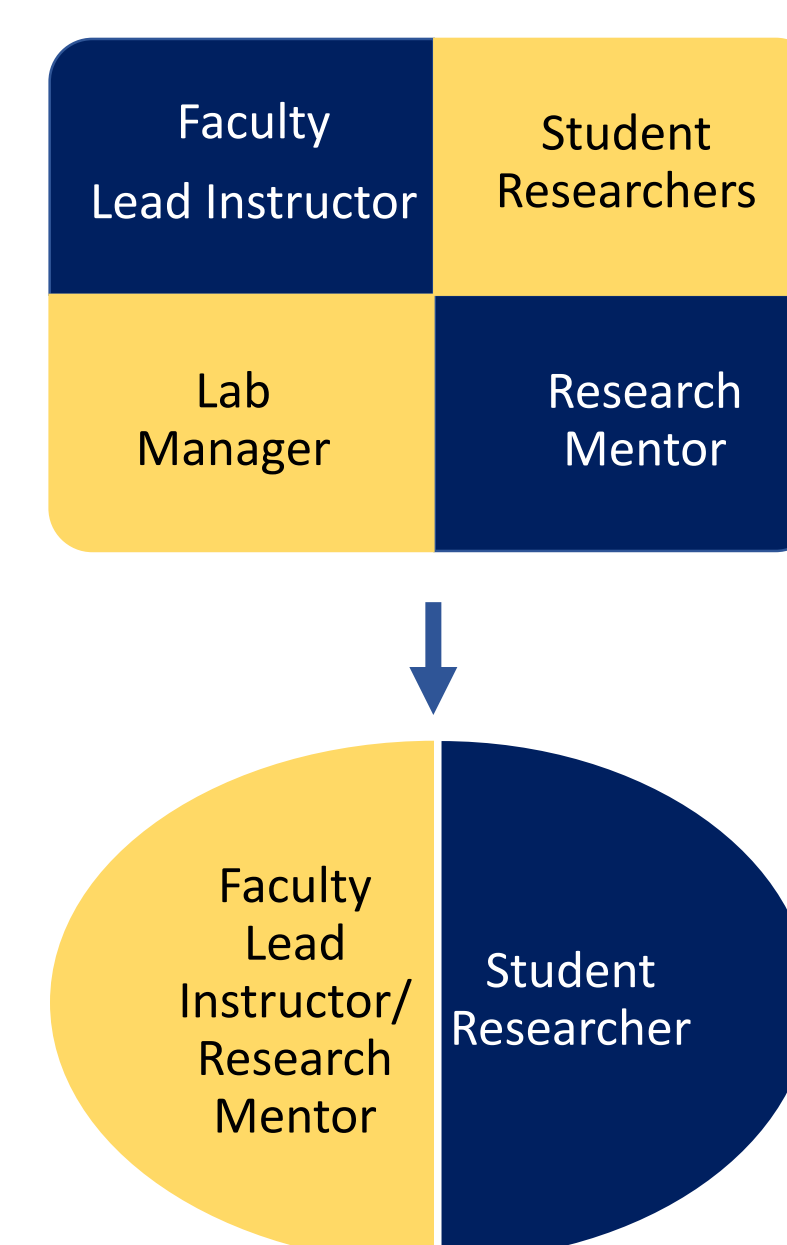 Faculty
Lead Instructor
Student
Researchers
Lab
Manager
Research
Mentor
Faculty
Lead
Instructor/
Research
Mentor
Student
Researcher